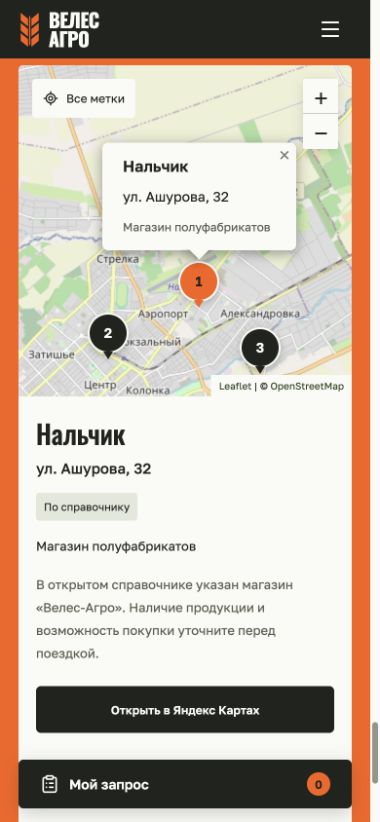 ВЕЛЕС
АГРО
Все метки
+
−
Нальчик
×
ул. Ашурова, 32
Магазин полуфабрикатов
Стрелка
1
На
Аэропорт
Александровка
2
окзальный
3
Затишье
Центр
Колонка
Leaflet | © OpenStreetMap
Нальчик
ул. Ашурова, 32
По справочнику
Магазин полуфабрикатов
В открытом справочнике указан магазин
«Велес-Агро». Наличие продукции и
возможность покупки уточните перед
поездкой.
Открыть в Яндекс Картах
Мой запрос
0